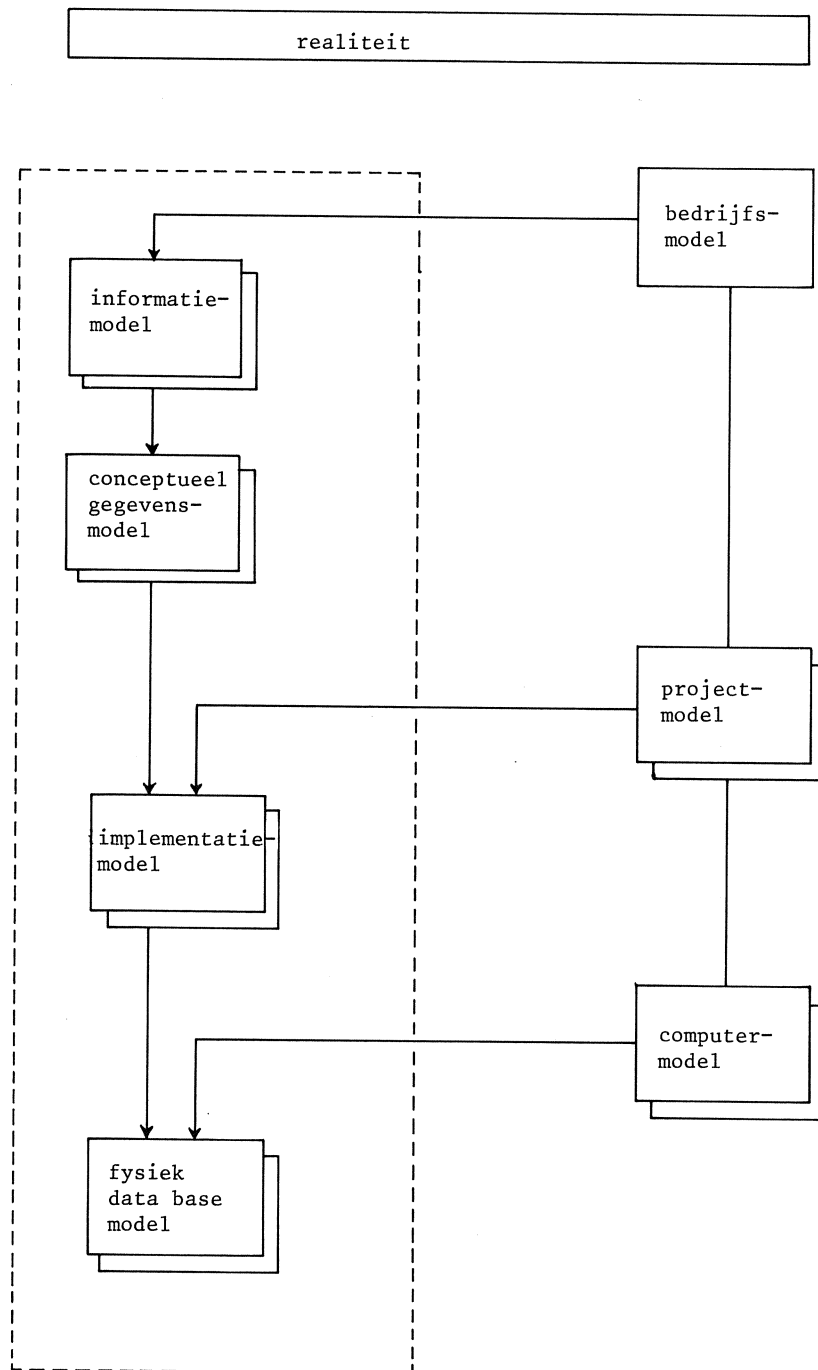 realiteit
bedrijfs-
model
informatie-
model
conceptueel
gegevens-
model
project-
model
implementatie-
model
computer-
model
fysiek
data base
model